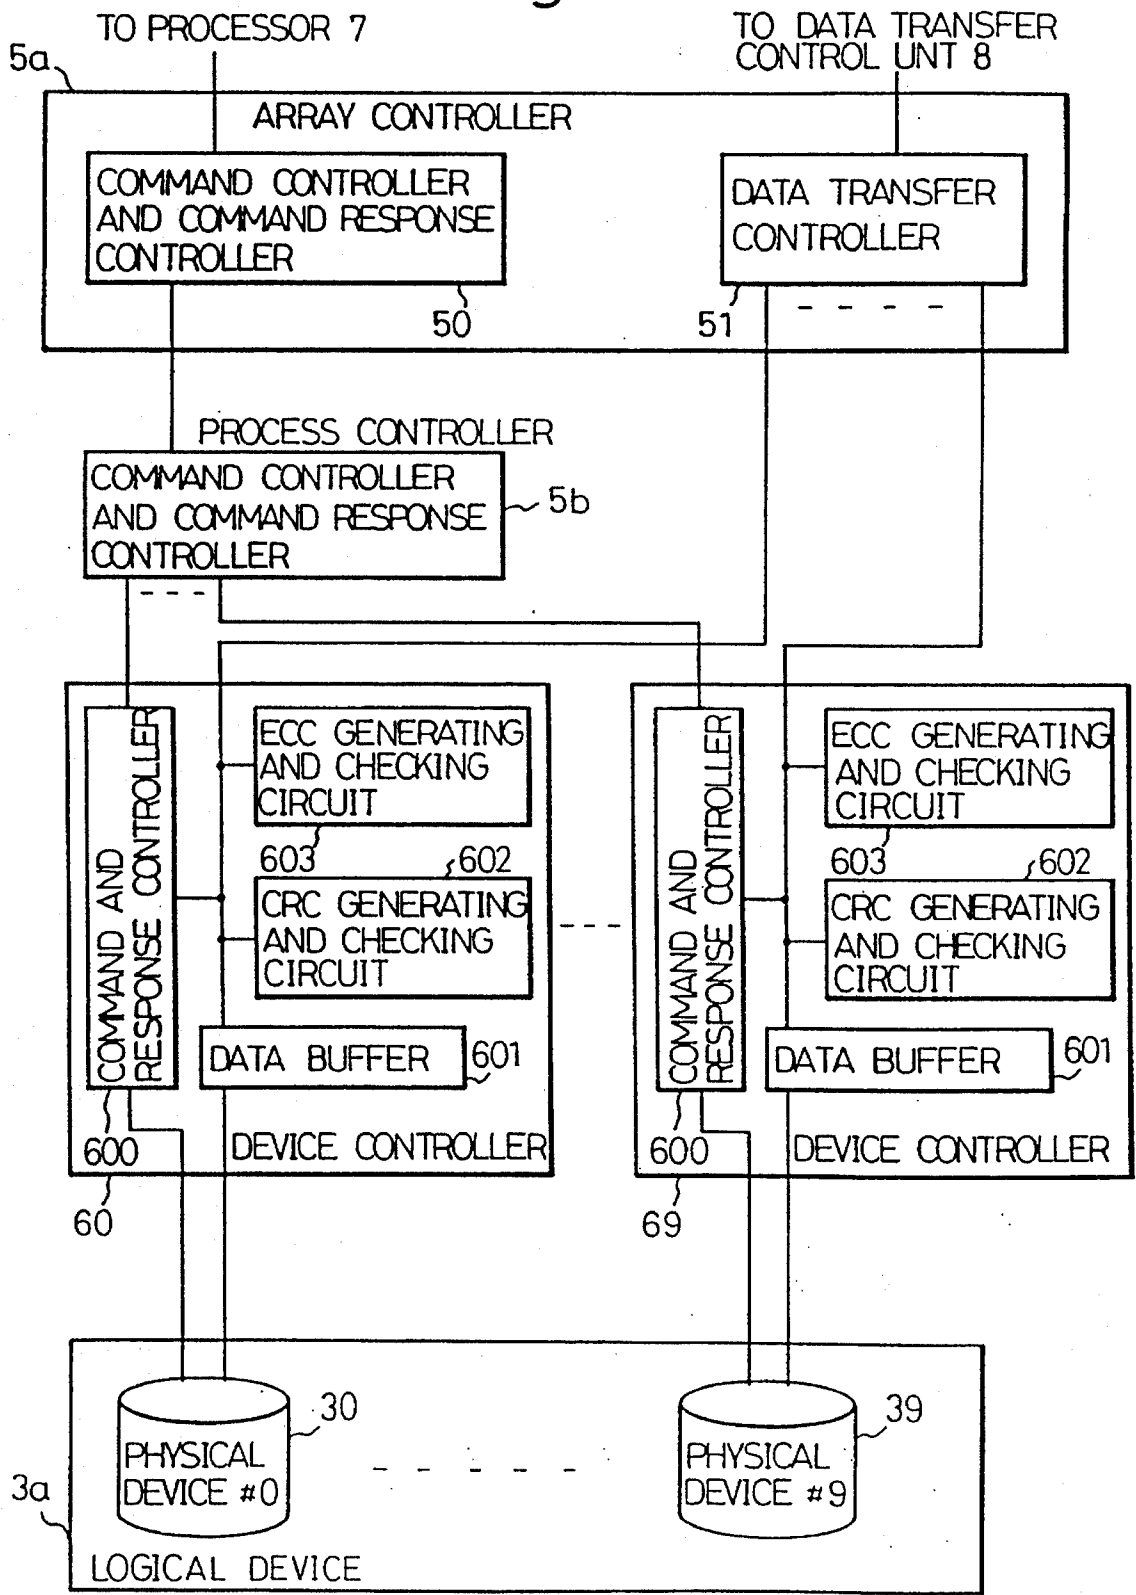 TO PROCESSOR 7
TO DATA TRANSFER
CONTROL UNT 8
5a
ARRAY CONTROLLER
COMMAND CONTROLLER
AND COMMAND RESPONSE
CONTROLLER
DATA TRANSFER
CONTROLLER
50
51
PROCESS CONTROLLER
COMMAND CONTROLLER
AND COMMAND RESPONSE
CONTROLLER
5b
COMMAND AND
RESPONSE CONTROLLER
ECC GENERATING
AND CHECKING
CIRCUIT
603
602
CRC GENERATING
AND CHECKING
CIRCUIT
DATA BUFFER
601
600
DEVICE CONTROLLER
60
COMMAND AND
RESPONSE CONTROLLER
ECC GENERATING
AND CHECKING
CIRCUIT
603
602
CRC GENERATING
AND CHECKING
CIRCUIT
DATA BUFFER
601
600
DEVICE CONTROLLER
69
30
PHYSICAL
DEVICE #0
39
PHYSICAL
DEVICE #9
3a
LOGICAL DEVICE